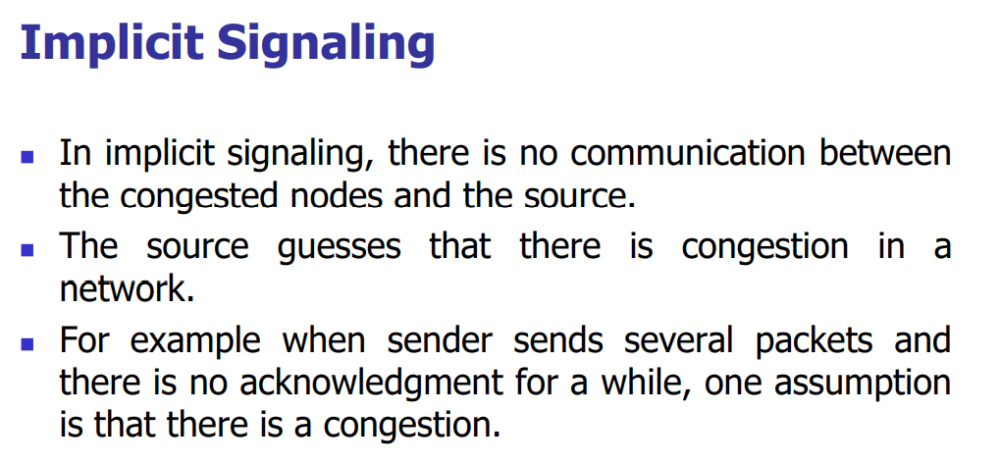 Implicit Signaling
In implicit signaling, there is no communication between
the congested nodes and the source.
The source guesses that there is congestion in a
network.
For example when sender sends several packets and
there is no acknowledgment for a while, one assumption
is that there is a congestion.